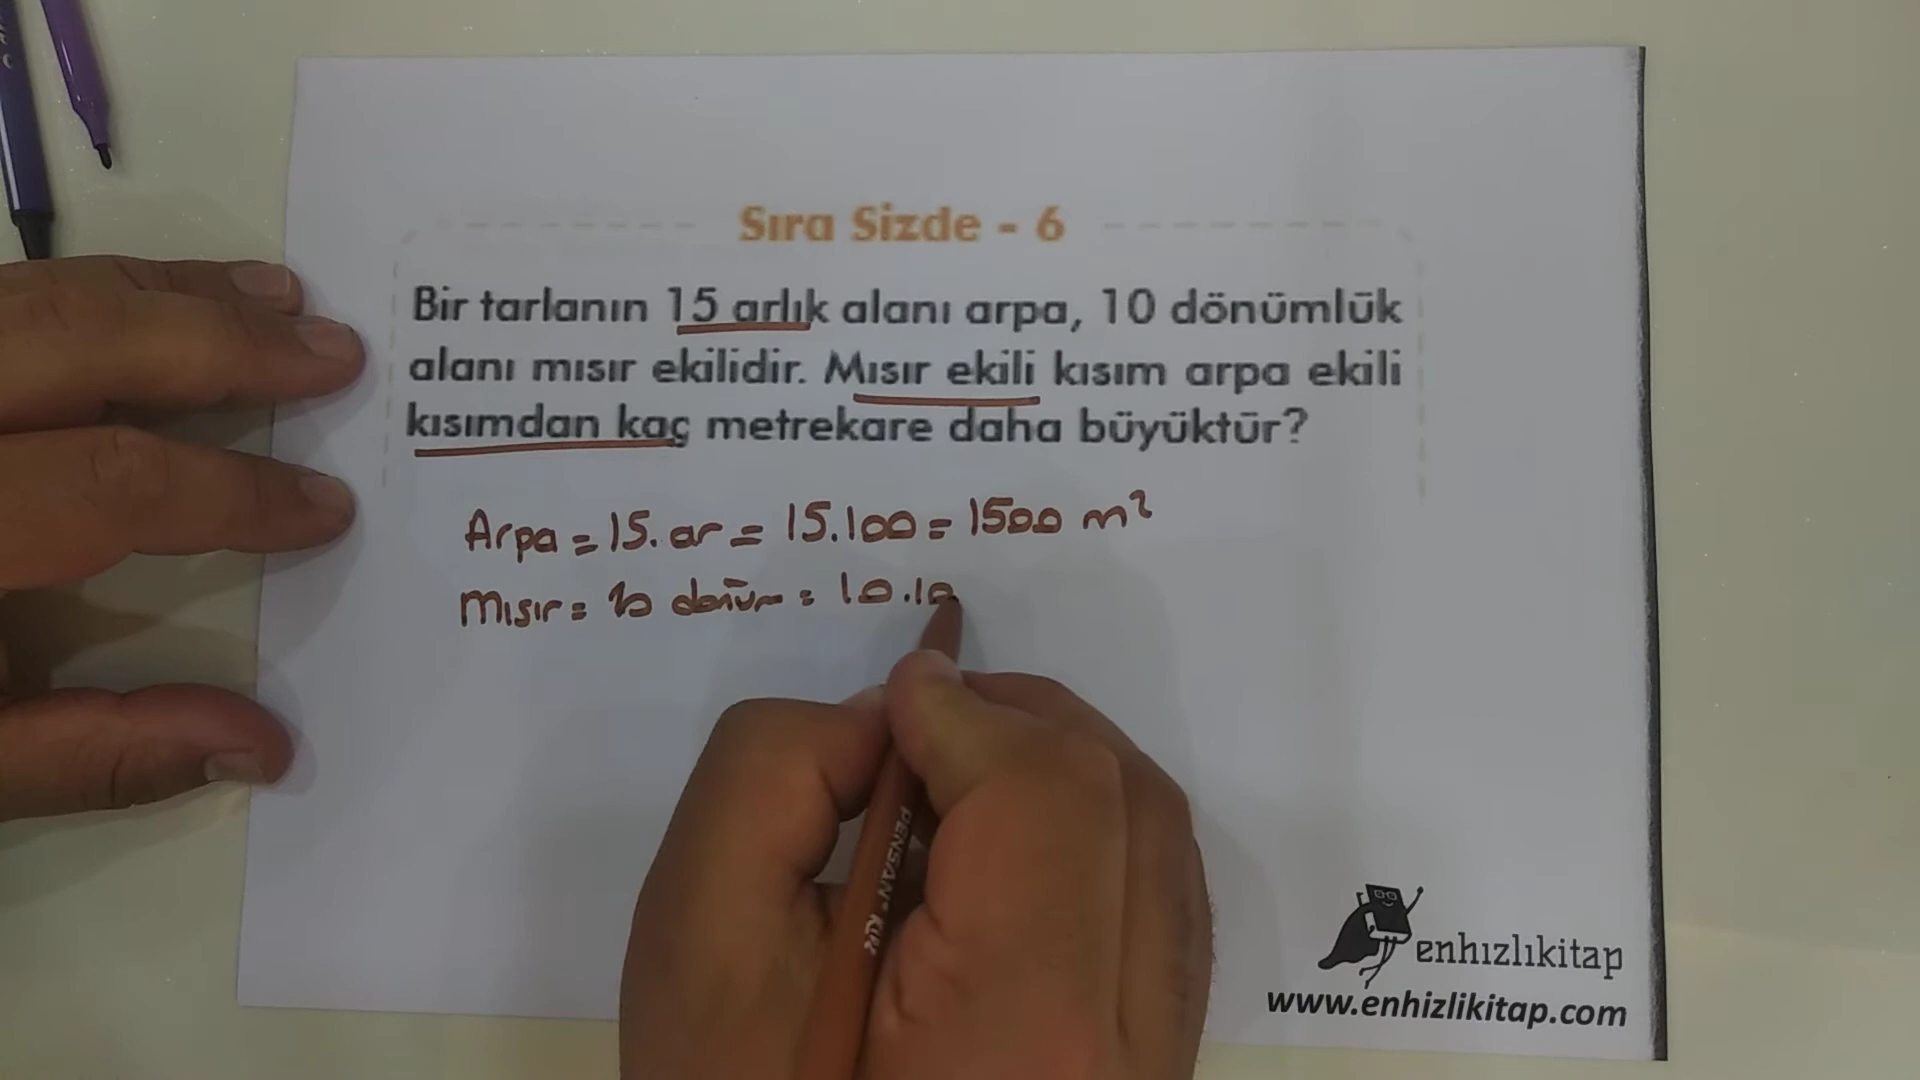 Sıra Sizde - 6
Bir tarlanın 15 arlık alanı arpa, 10 dönümlük
alanı mısır ekilidir. Mısır ekili kısım arpa ekili
kısımdan kaç metrekare daha büyüktür?
Arpa = 15. ar = 15.100 = 1500 m²
Mısır = 10 dönüm = 10.10
PENSAN
enhızlıkitap
www.enhizlikitap.com